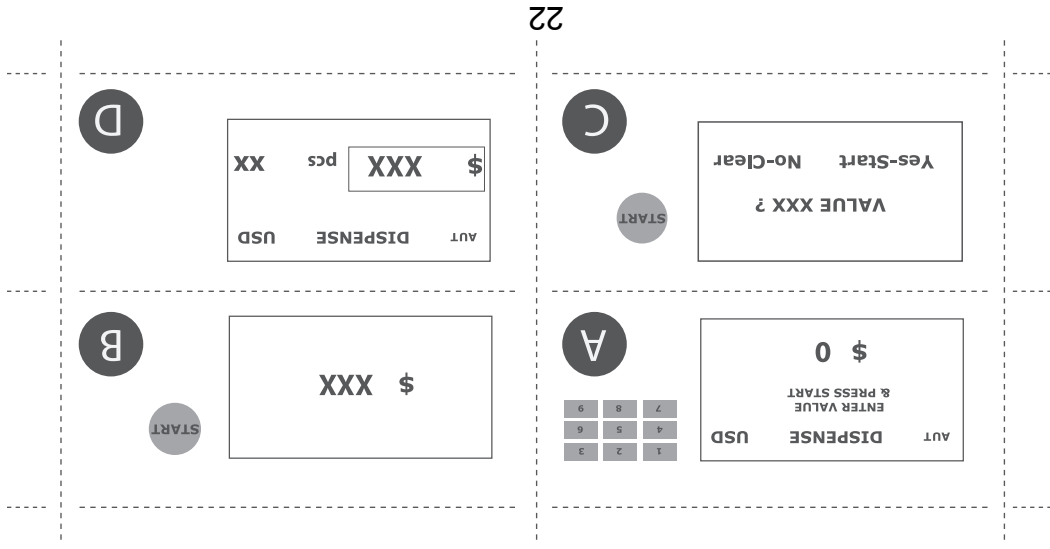 AUT DISPENSE USD
ENTER VALUE
& PRESS START
$ 0
1 2 3
4 5 6
7 8 9
A
$ XXX
START
B
VALUE XXX ?
Yes-Start No-Clear
START
C
AUT DISPENSE USD
$ XXX pcs xx
D
22